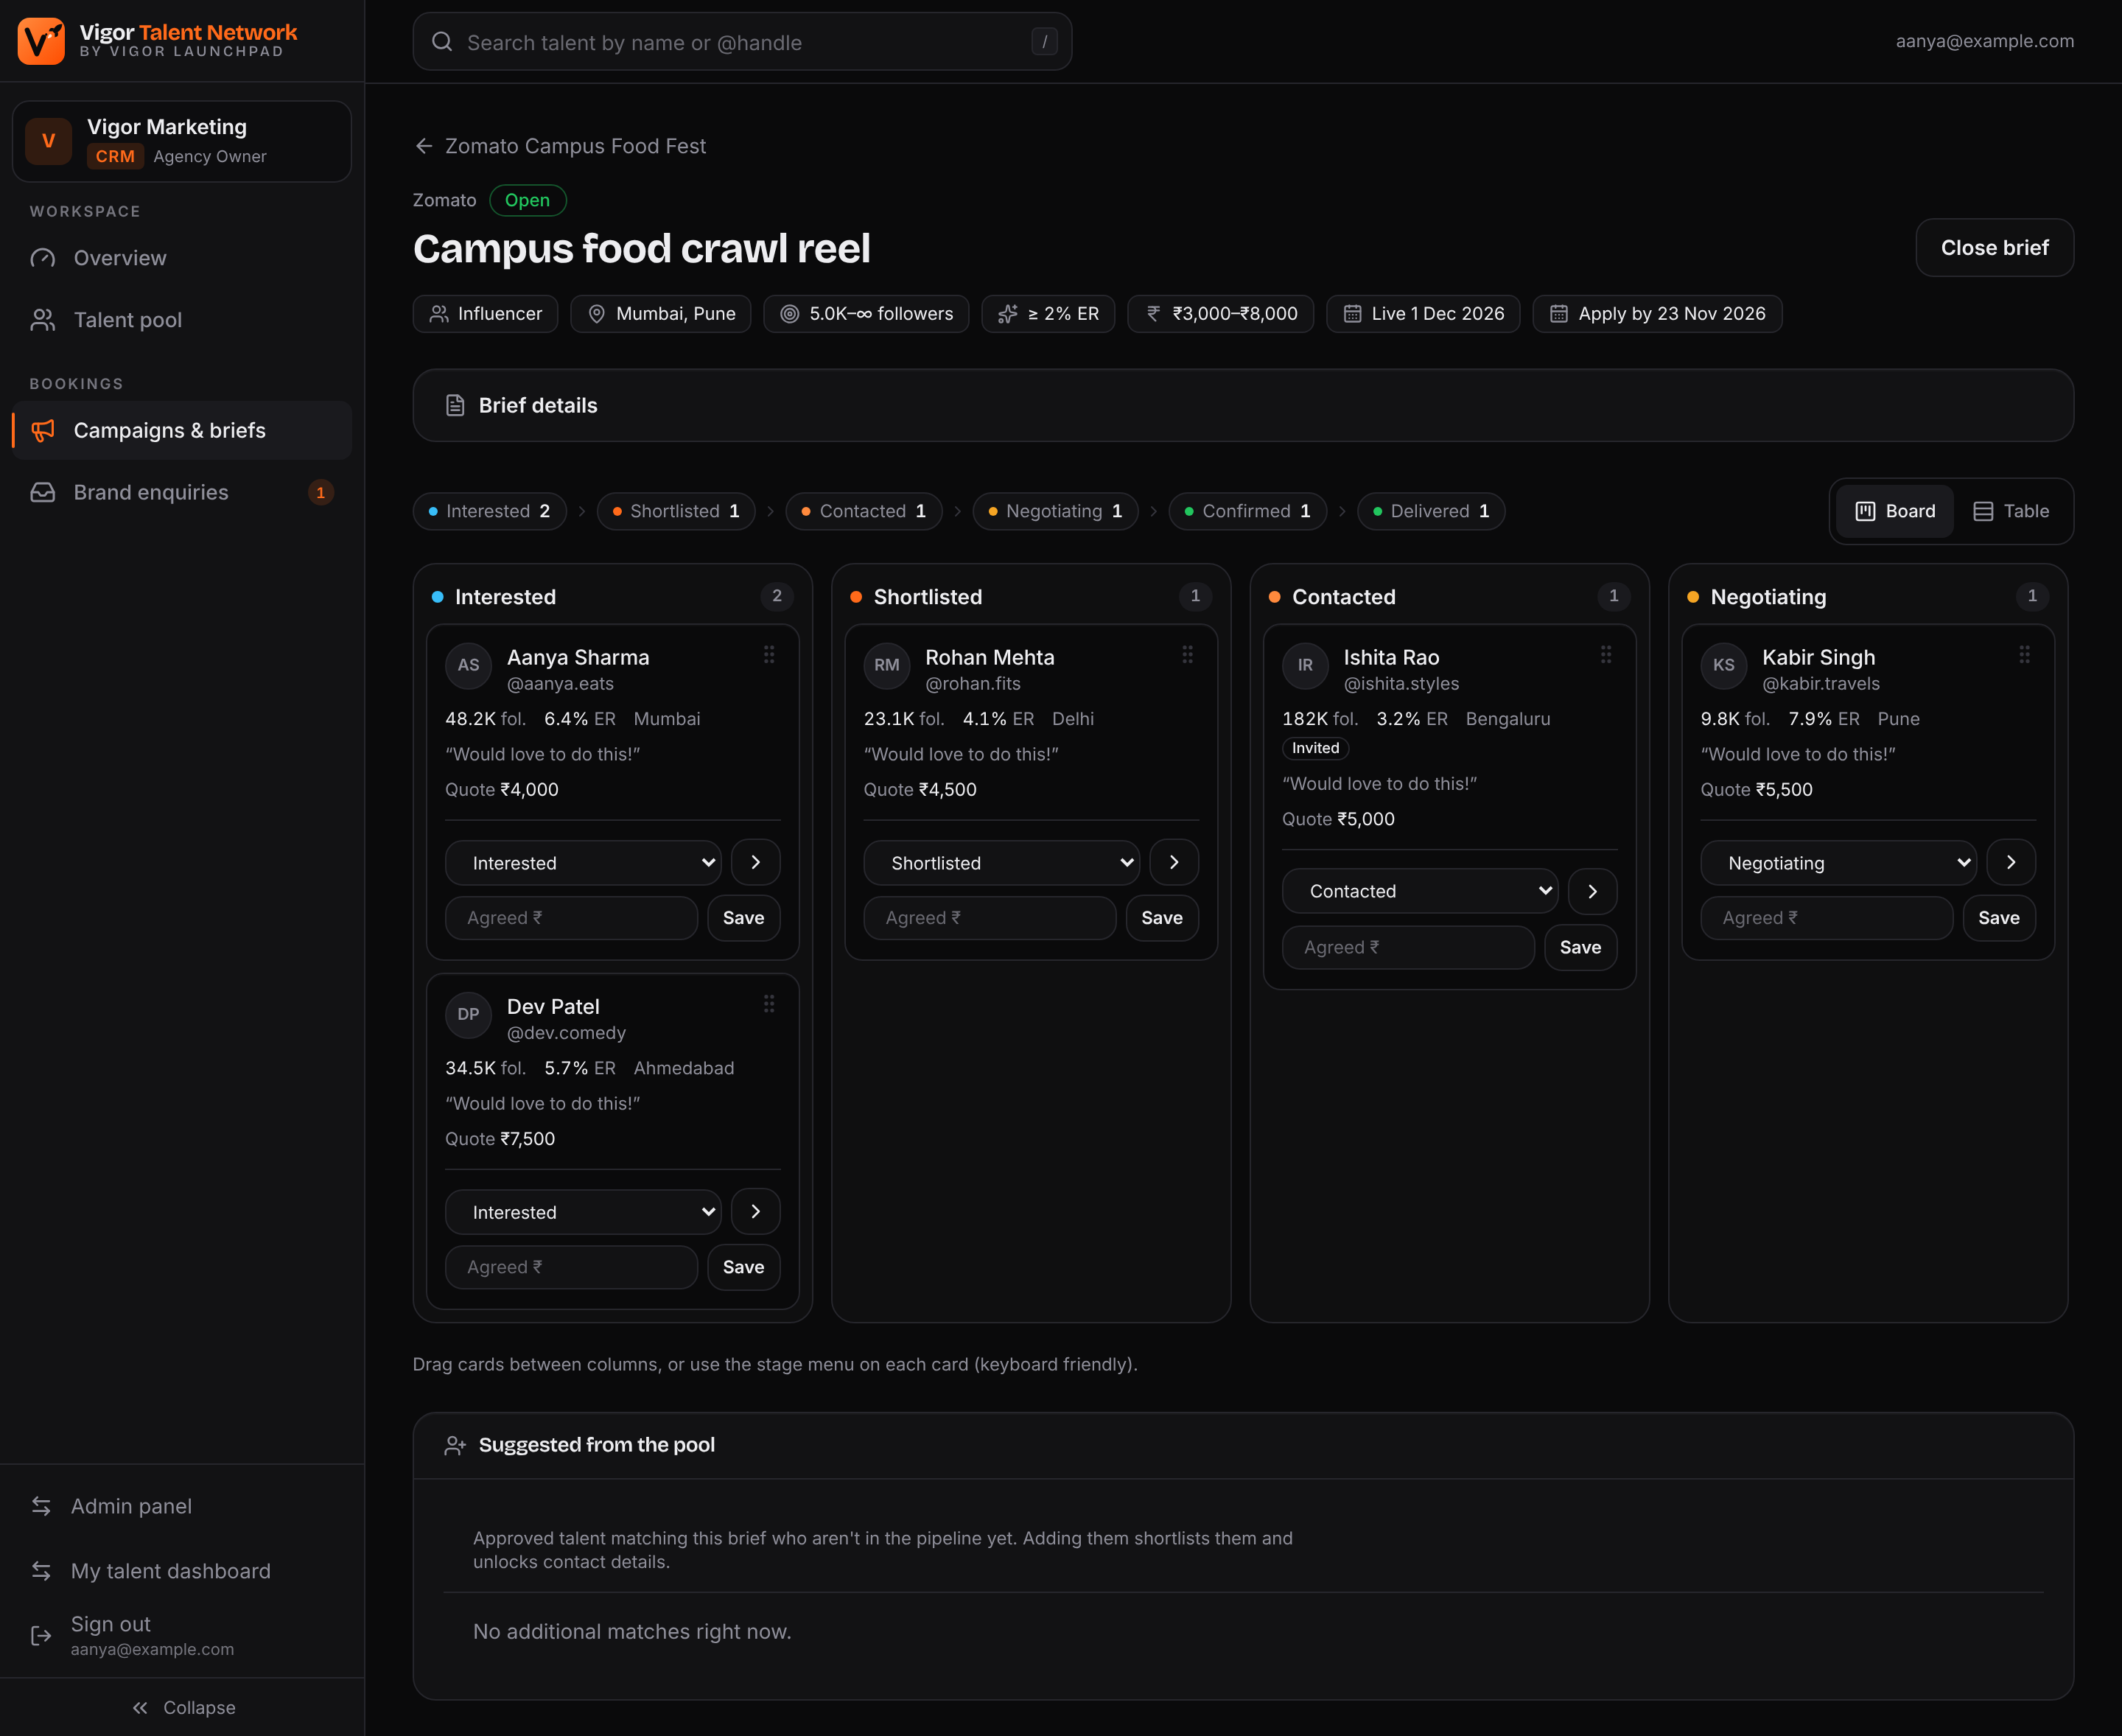 Vigor Talent Network
BY VIGOR LAUNCHPAD
Search talent by name or @handle
/
aanya@example.com
V
Vigor Marketing
CRM Agency Owner
WORKSPACE
Overview
Talent pool
BOOKINGS
Campaigns & briefs
Brand enquiries 1
Admin panel
My talent dashboard
Sign out
aanya@example.com
Collapse
Zomato Campus Food Fest
Zomato Open
Campus food crawl reel
Close brief
Influencer
Mumbai, Pune
5.0K–∞ followers
≥ 2% ER
₹3,000–₹8,000
Live 1 Dec 2026
Apply by 23 Nov 2026
Brief details
Interested 2
Shortlisted 1
Contacted 1
Negotiating 1
Confirmed 1
Delivered 1
Board
Table
Interested 2
AS
Aanya Sharma
@aanya.eats
48.2K fol. 6.4% ER Mumbai
“Would love to do this!”
Quote ₹4,000
Interested
Agreed ₹
Save
DP
Dev Patel
@dev.comedy
34.5K fol. 5.7% ER Ahmedabad
“Would love to do this!”
Quote ₹7,500
Interested
Agreed ₹
Save
Shortlisted 1
RM
Rohan Mehta
@rohan.fits
23.1K fol. 4.1% ER Delhi
“Would love to do this!”
Quote ₹4,500
Shortlisted
Agreed ₹
Save
Contacted 1
IR
Ishita Rao
@ishita.styles
182K fol. 3.2% ER Bengaluru
Invited
“Would love to do this!”
Quote ₹5,000
Contacted
Agreed ₹
Save
Negotiating 1
KS
Kabir Singh
@kabir.travels
9.8K fol. 7.9% ER Pune
“Would love to do this!”
Quote ₹5,500
Negotiating
Agreed ₹
Save
Drag cards between columns, or use the stage menu on each card (keyboard friendly).
Suggested from the pool
Approved talent matching this brief who aren't in the pipeline yet. Adding them shortlists them and
unlocks contact details.
No additional matches right now.